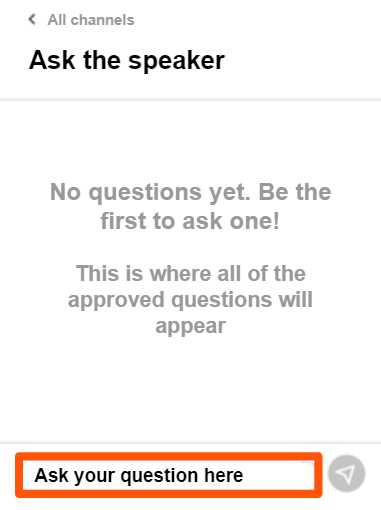 All channels
Ask the speaker
No questions yet. Be the
first to ask one!
This is where all of the
approved questions will
appear
Ask your question here